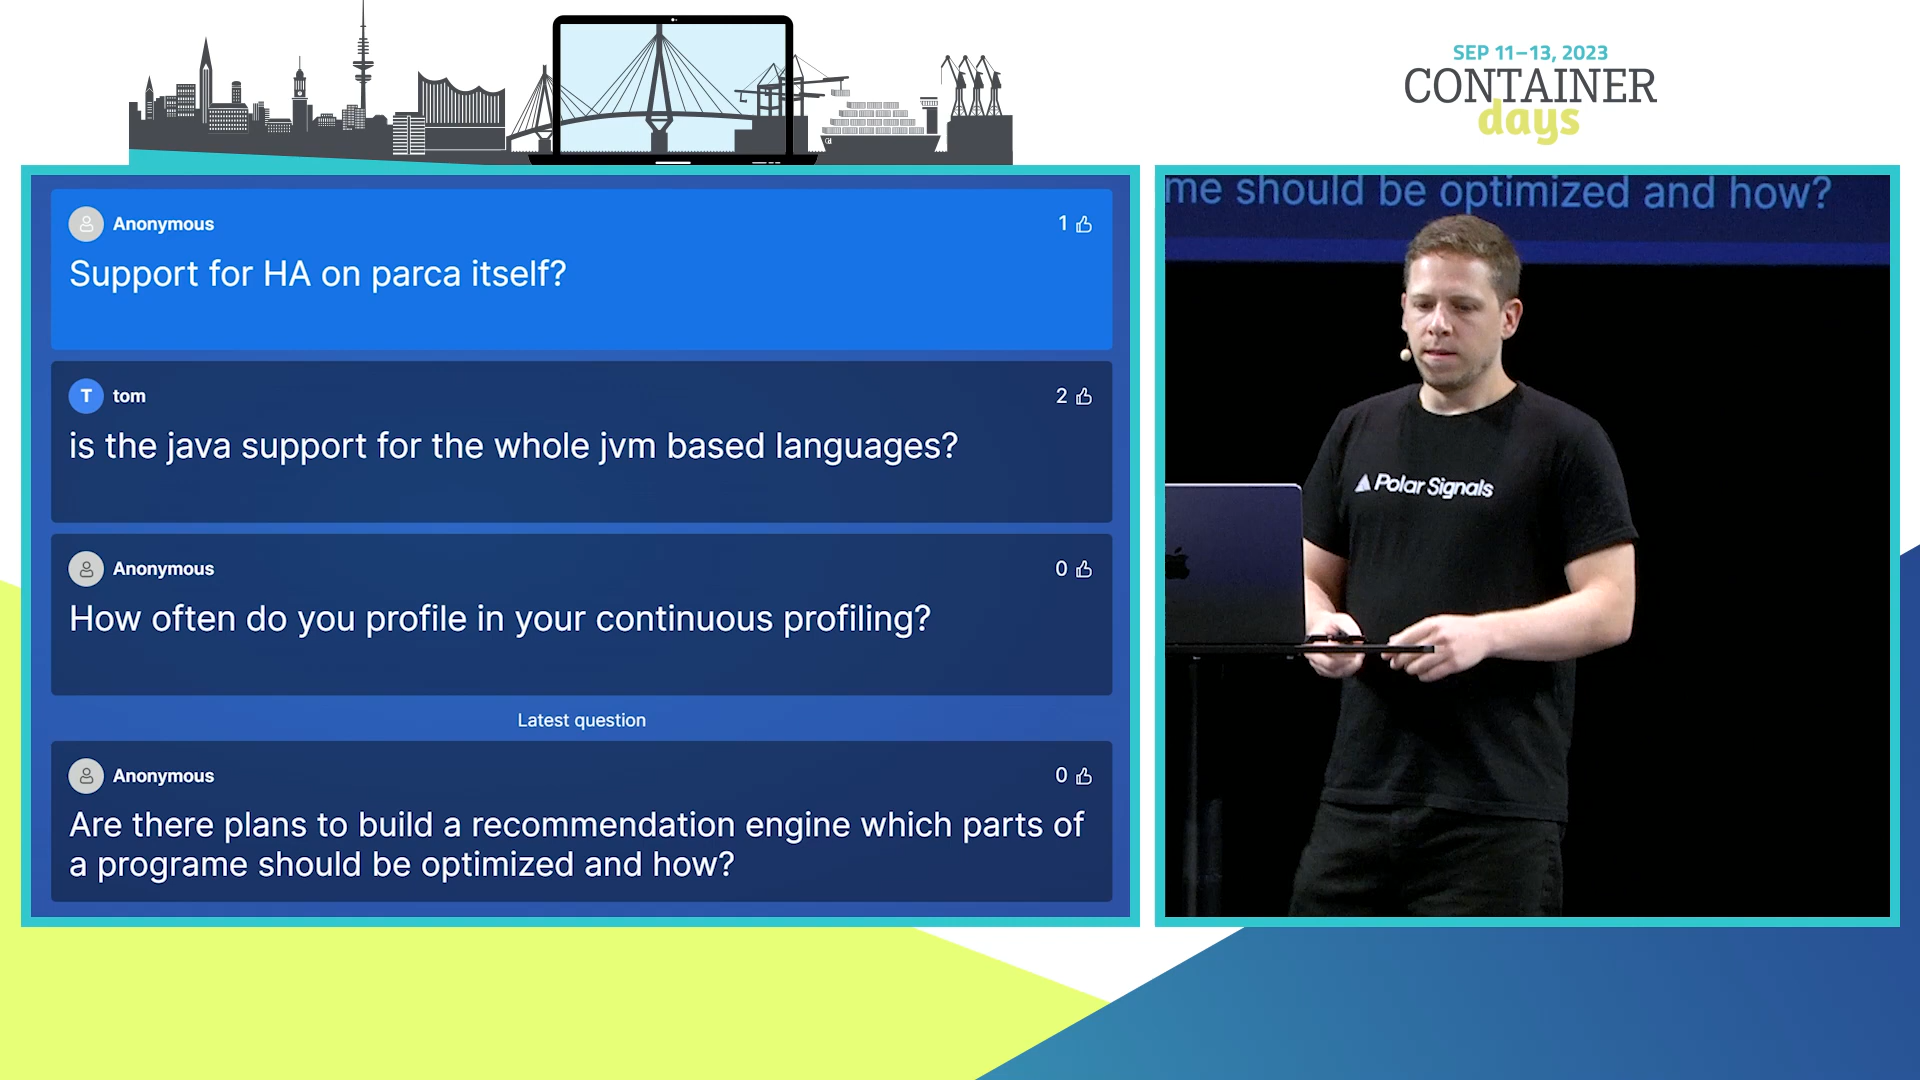 SEP 11–13, 2023
CONTAINER
days
Anonymous
1
Support for HA on parca itself?
T
tom
2
is the java support for the whole jvm based languages?
Anonymous
0
How often do you profile in your continuous profiling?
Latest question
Anonymous
0
Are there plans to build a recommendation engine which parts of
a programe should be optimized and how?
me should be optimized and how?
Polar Signals